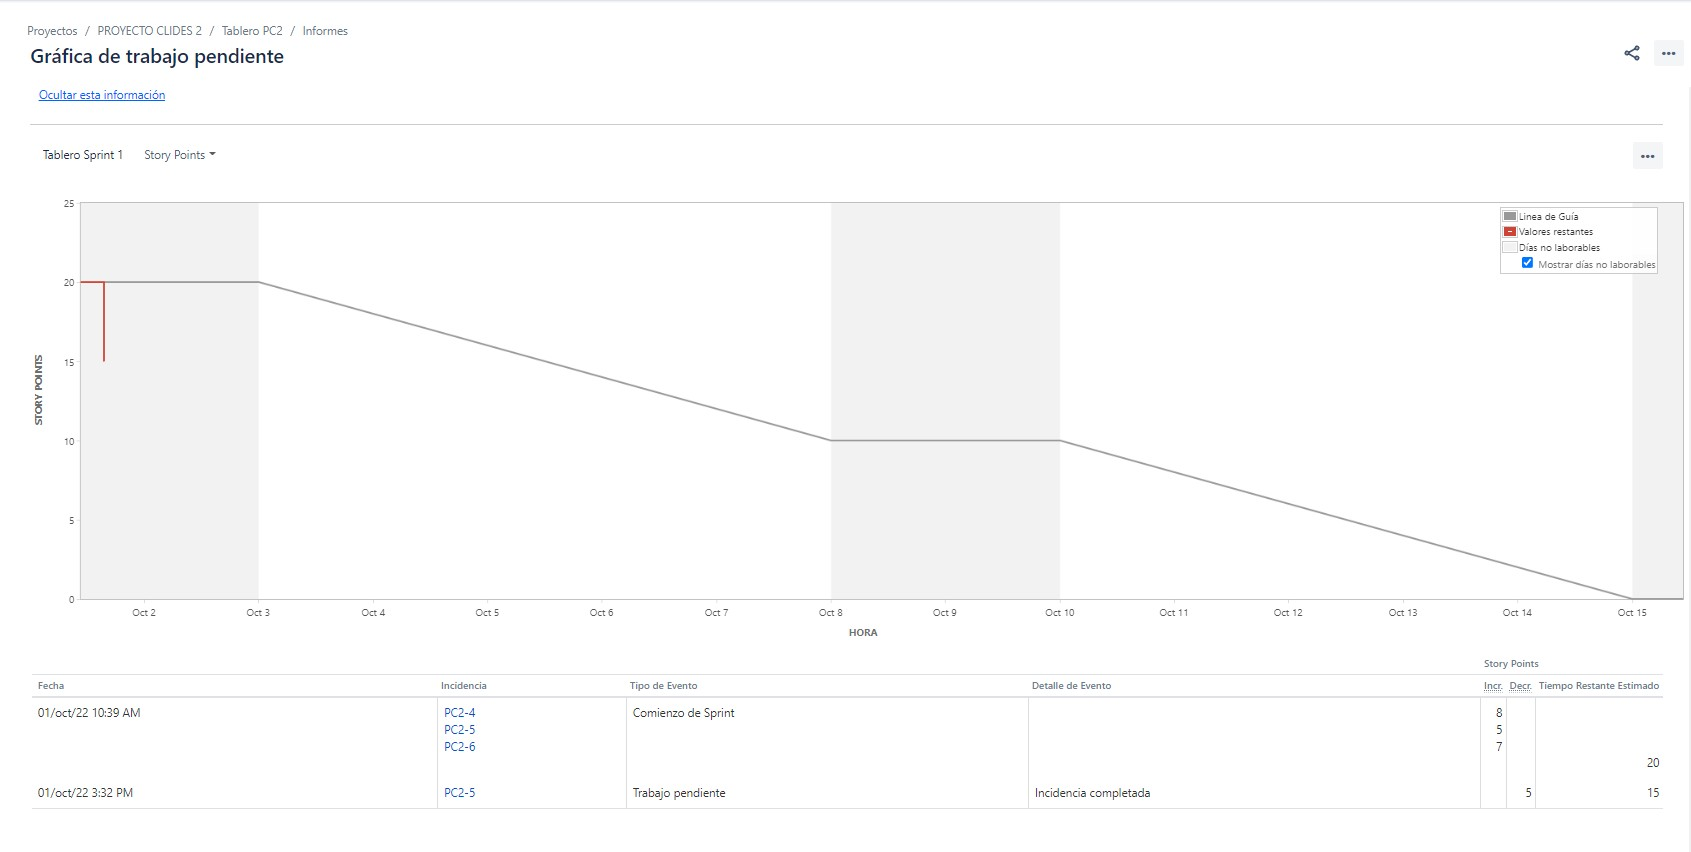 Proyectos / PROYECTO CLIDES 2 / Tablero PC2 / Informes
Gráfica de trabajo pendiente
Ocultar esta información
Tablero Sprint 1 Story Points
25
20
15
10
5
0
STORY POINTS
Linea de Guía
Valores restantes
Días no laborables
Mostrar días no laborables
Oct 2 Oct 3 Oct 4 Oct 5 Oct 6 Oct 7 Oct 8 Oct 9 Oct 10 Oct 11 Oct 12 Oct 13 Oct 14 Oct 15
HORA
Story Points
Fecha Incidencia Tipo de Evento Detalle de Evento Incr. Decr. Tiempo Restante Estimado
01/oct/22 10:39 AM PC2-4 Comienzo de Sprint 8
PC2-5 5
PC2-6 7
20
01/oct/22 3:32 PM PC2-5 Trabajo pendiente Incidencia completada 5 15